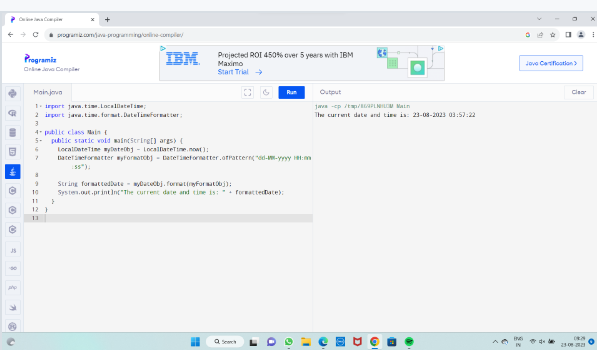 Online Java Compiler
programiz.com/java-programming/online-compiler/
Programiz
Online Java Compiler
IBM
Projected ROI 450% over 5 years with IBM
Maximo
Start Trial →
Java Certification >
Main.java
Run
Output
Clear
1 import java.time.LocalDateTime;
2 import java.time.format.DateTimeFormatter;
3
4 public class Main {
5 public static void main(String[] args) {
6 LocalDateTime myDateObj = LocalDateTime.now();
7 DateTimeFormatter myFormatObj = DateTimeFormatter.ofPattern("dd-MM-yyyy HH:mm
:ss");
8
9 String formattedDate = myDateObj.format(myFormatObj);
10 System.out.println("The current date and time is: " + formattedDate);
11 }
12 }
13
The current date and time is: 23-08-2023 03:57:22
JS
php
Search
ENG
IN
09:29
23-08-2023